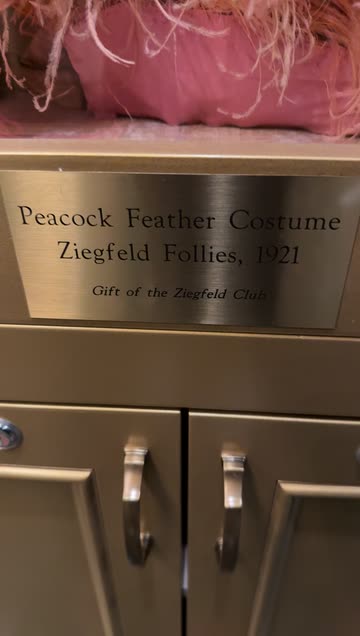 Peacock Feather Costume
Ziegfeld Follies, 1921
Gift of the Ziegfeld Club